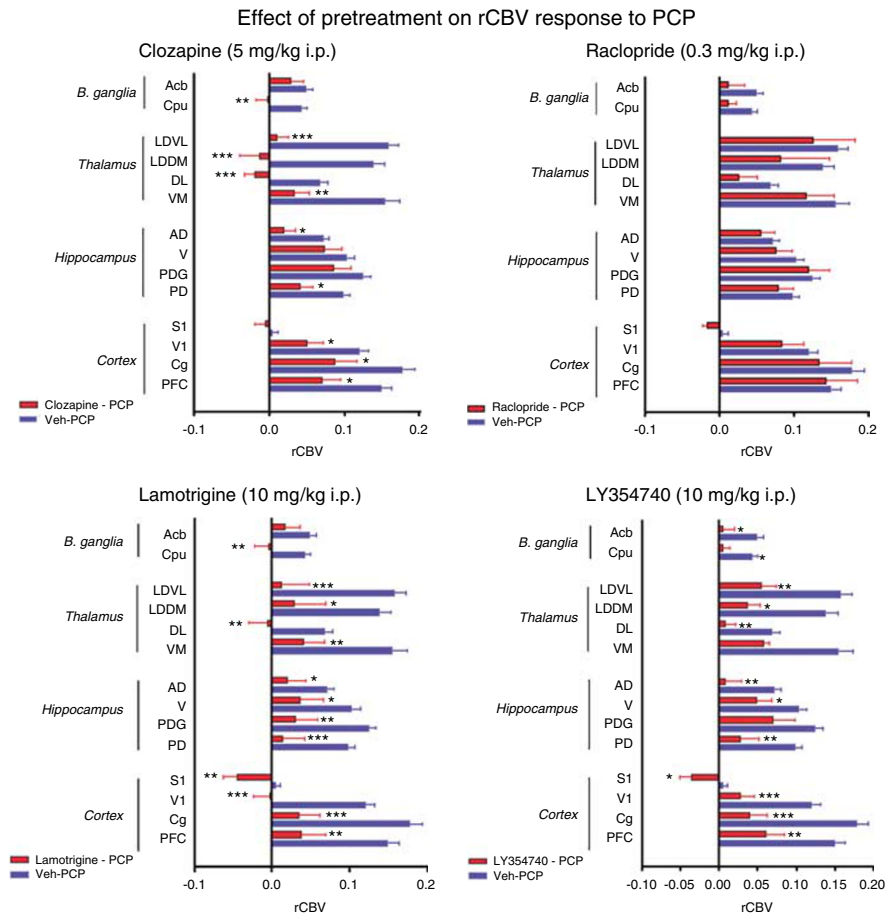 Effect of pretreatment on rCBV response to PCP
Clozapine (5 mg/kg i.p.)
B. ganglia
Acb
**
Cpu
Thalamus
LDVL
***
LDDM
***
DL
***
VM
**
Hippocampus
AD
*
V
PDG
PD
*
Cortex
S1
V1
*
Cg
*
PFC
*
Clozapine - PCP
Veh-PCP
-0.1 0.0 0.1 0.2
rCBV
Raclopride (0.3 mg/kg i.p.)
B. ganglia
Acb
Cpu
Thalamus
LDVL
LDDM
DL
VM
Hippocampus
AD
V
PDG
PD
Cortex
S1
V1
Cg
PFC
Raclopride - PCP
Veh-PCP
-0.1 0.0 0.1 0.2
rCBV
Lamotrigine (10 mg/kg i.p.)
B. ganglia
Acb
**
Cpu
Thalamus
LDVL
***
LDDM
*
DL
**
VM
**
Hippocampus
AD
*
V
*
PDG
**
PD
***
Cortex
S1
**
V1
***
Cg
***
PFC
**
Lamotrigine - PCP
Veh-PCP
-0.1 0.0 0.1 0.2
rCBV
LY354740 (10 mg/kg i.p.)
B. ganglia
Acb
*
Cpu
*
Thalamus
LDVL
**
LDDM
*
DL
**
VM
Hippocampus
AD
**
V
*
PDG
PD
**
Cortex
S1
*
V1
***
Cg
***
PFC
**
LY354740 - PCP
Veh-PCP
-0.10 -0.05 0.00 0.05 0.10 0.15 0.20
rCBV